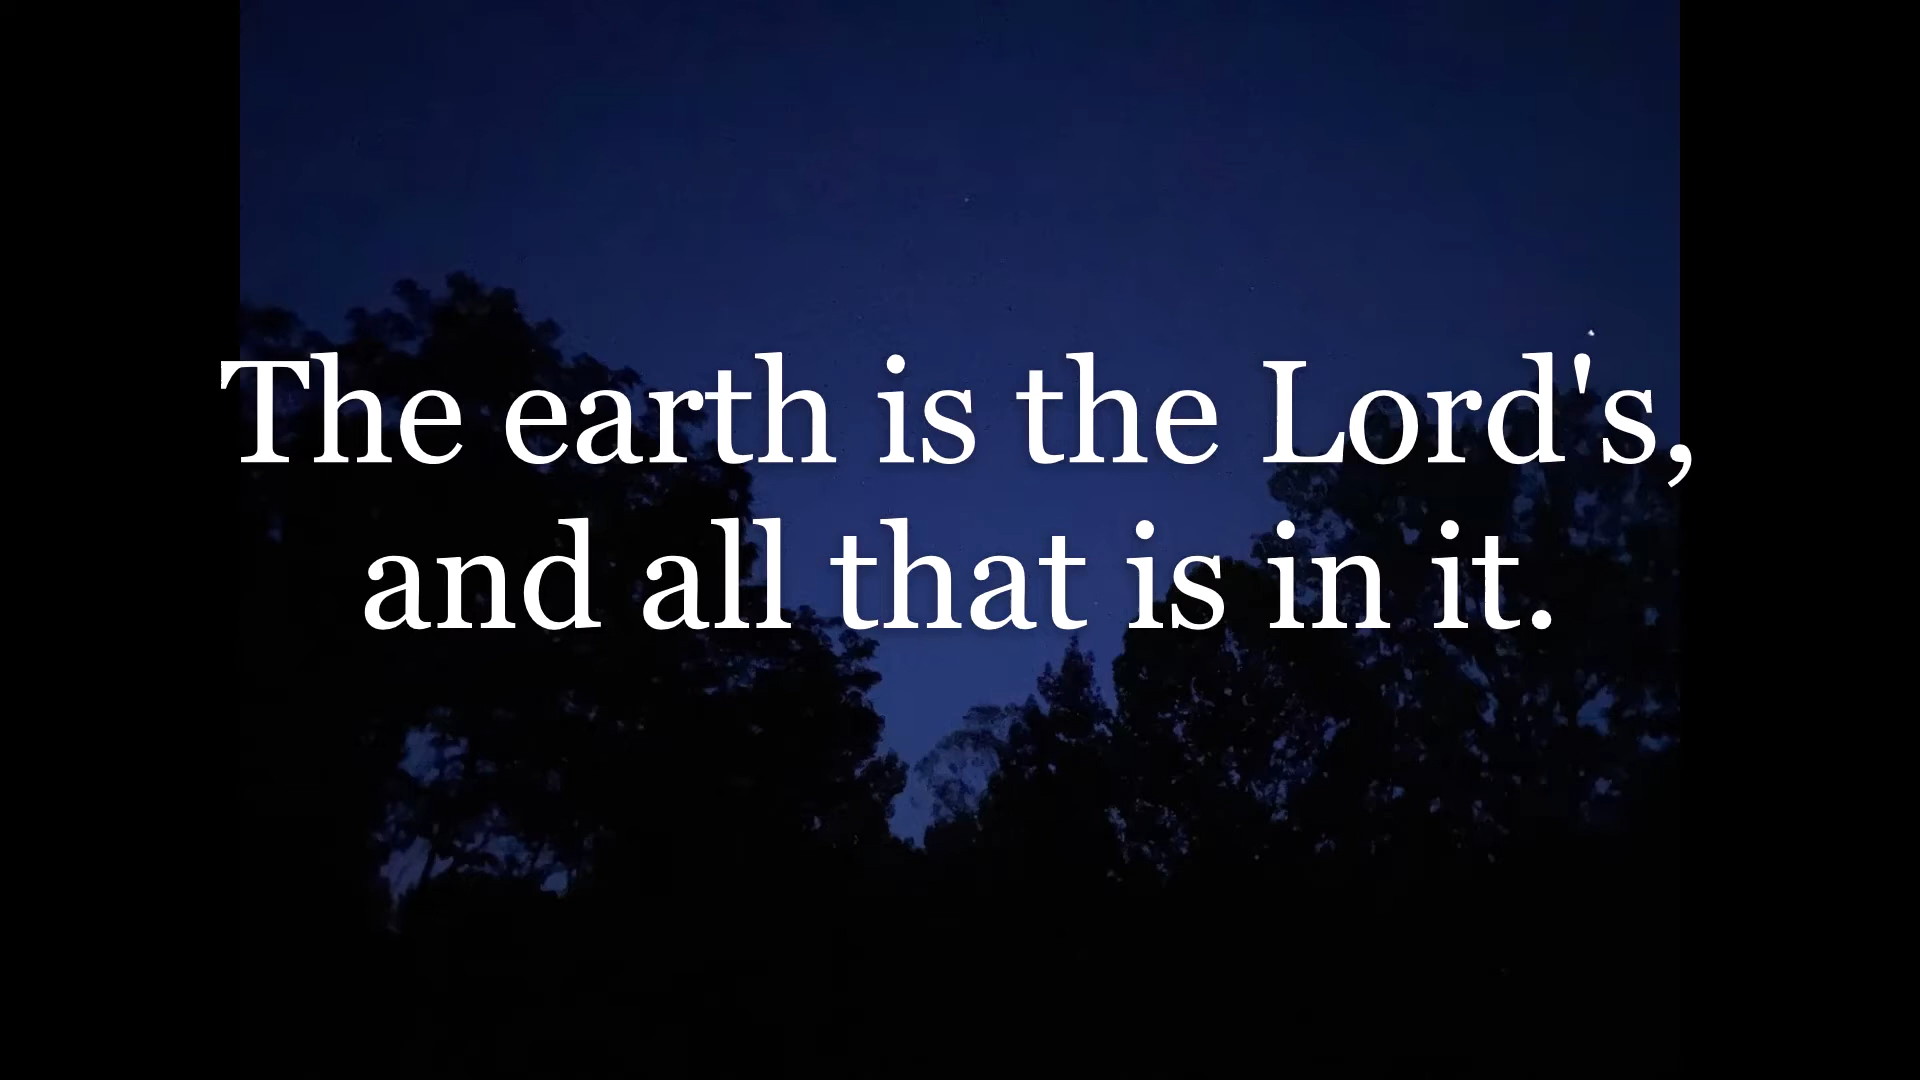 The earth is the Lord's,
and all that is in it.